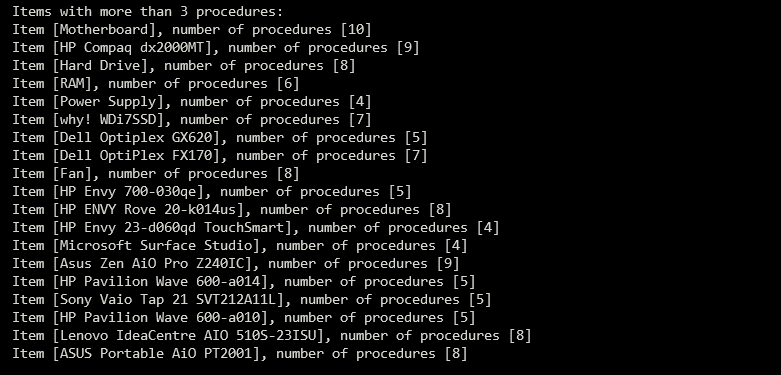 Items with more than 3 procedures:
Item [Motherboard], number of procedures [10]
Item [HP Compaq dx2000MT], number of procedures [9]
Item [Hard Drive], number of procedures [8]
Item [RAM], number of procedures [6]
Item [Power Supply], number of procedures [4]
Item [why! WDi7SSD], number of procedures [7]
Item [Dell Optiplex GX620], number of procedures [5]
Item [Dell OptiPlex FX170], number of procedures [7]
Item [Fan], number of procedures [8]
Item [HP Envy 700-030qe], number of procedures [5]
Item [HP ENVY Rove 20-k014us], number of procedures [8]
Item [HP Envy 23-d060qd TouchSmart], number of procedures [4]
Item [Microsoft Surface Studio], number of procedures [4]
Item [Asus Zen AiO Pro Z240IC], number of procedures [9]
Item [HP Pavilion Wave 600-a014], number of procedures [5]
Item [Sony Vaio Tap 21 SVT212A11L], number of procedures [5]
Item [HP Pavilion Wave 600-a010], number of procedures [5]
Item [Lenovo IdeaCentre AIO 510S-23ISU], number of procedures [8]
Item [ASUS Portable AiO PT2001], number of procedures [8]